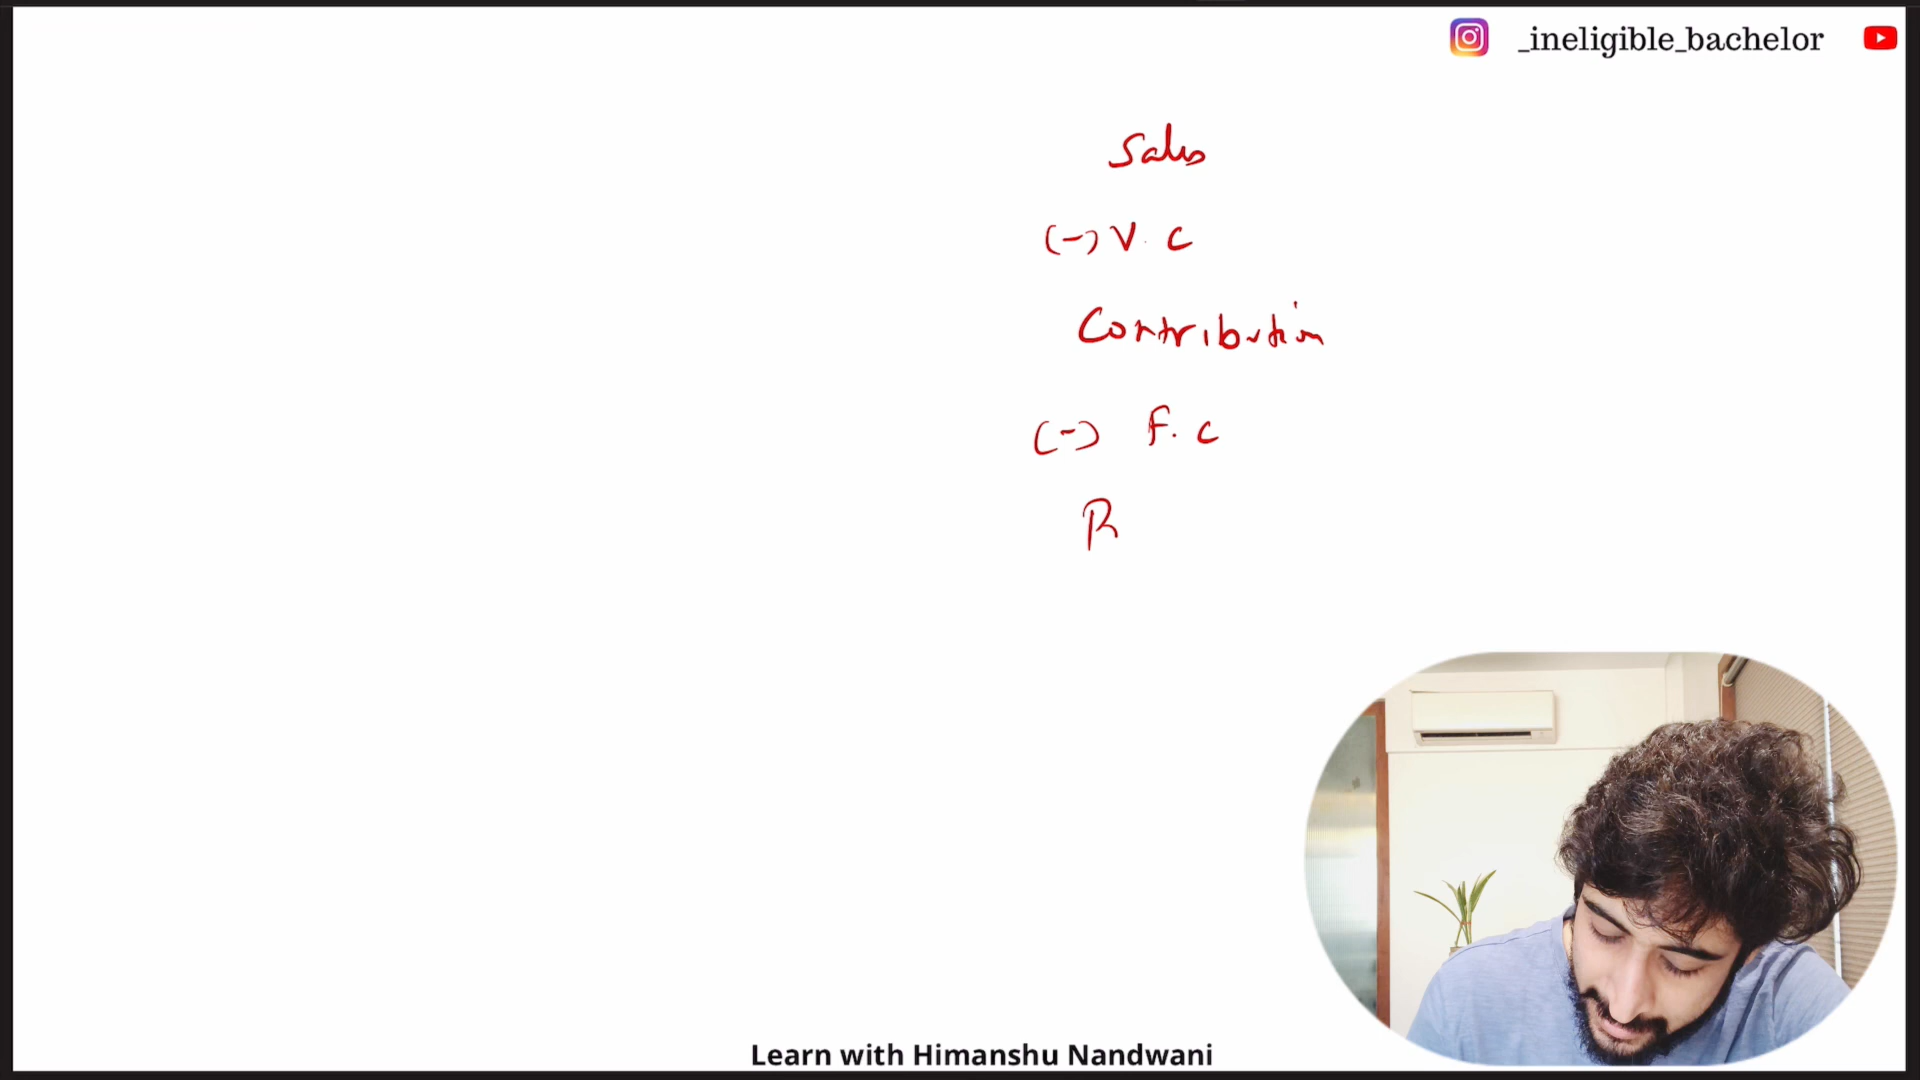 _ineligible_bachelor
Sales
(-) V. C
Contribution
(-) F. C
Learn with Himanshu Nandwani